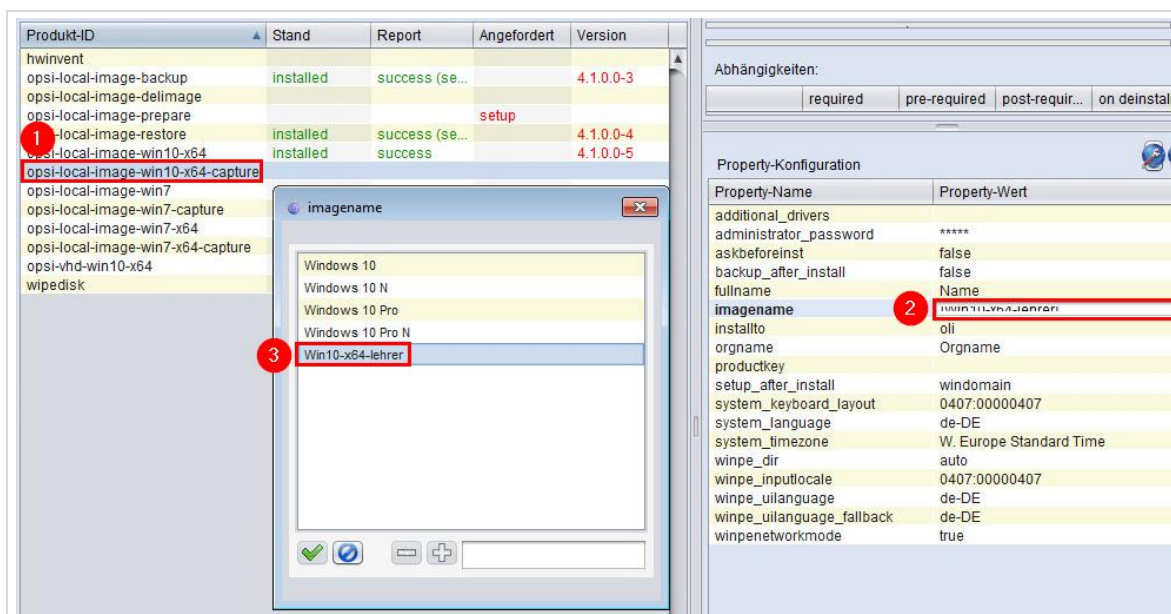 Produkt-ID Stand Report Angefordert Version
hwinvent
opsi-local-image-backup installed success (se... 4.1.0.0-3
opsi-local-image-delimage
opsi-local-image-prepare setup
1
-local-image-restore installed success (se... 4.1.0.0-4
opsi-local-image-win10-x64 installed success 4.1.0.0-5
opsi-local-image-win10-x64-capture
opsi-local-image-win7
opsi-local-image-win7-capture
opsi-local-image-win7-x64
opsi-local-image-win7-x64-capture
opsi-vhd-win10-x64
wipedisk
imagename
Windows 10
Windows 10 N
Windows 10 Pro
Windows 10 Pro N
3 Win10-x64-lehrer
Abhängigkeiten:
required pre-required post-requir... on deinstal
Property-Konfiguration
Property-Name Property-Wert
additional_drivers
administrator_password *****
askbeforeinst false
backup_after_install false
fullname Name
imagename 2 [Win10-x64-lehrer]
installto oli
orgname Orgname
productkey
setup_after_install windomain
system_keyboard_layout 0407:00000407
system_language de-DE
system_timezone W. Europe Standard Time
winpe_dir auto
winpe_inputlocale 0407:00000407
winpe_uilanguage de-DE
winpe_uilanguage_fallback de-DE
winpenetworkmode true